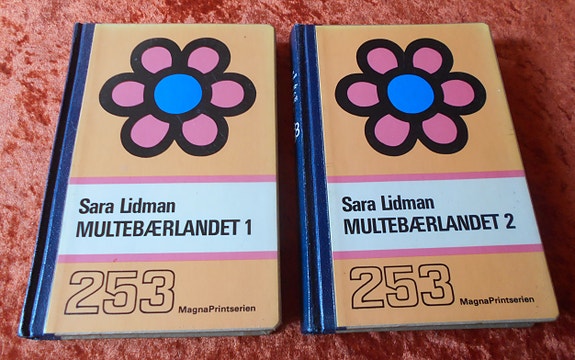 Sara Lidman
MULTEBÆRLANDET 1
253 MagnaPrintserien
Sara Lidman
MULTEBÆRLANDET 2
253 MagnaPrintserien